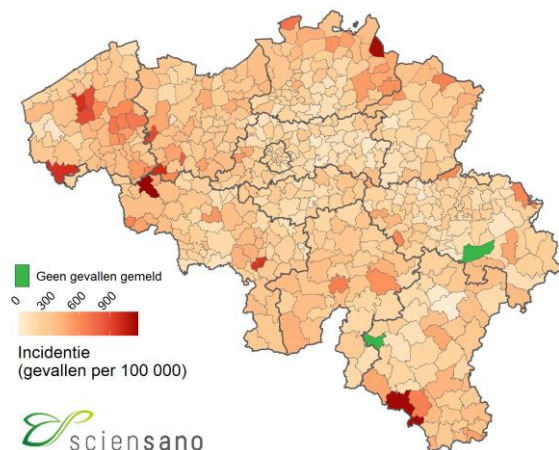 Geen gevallen gemeld
0 300 600 900
Incidentie
(gevallen per 100 000)
sciensano